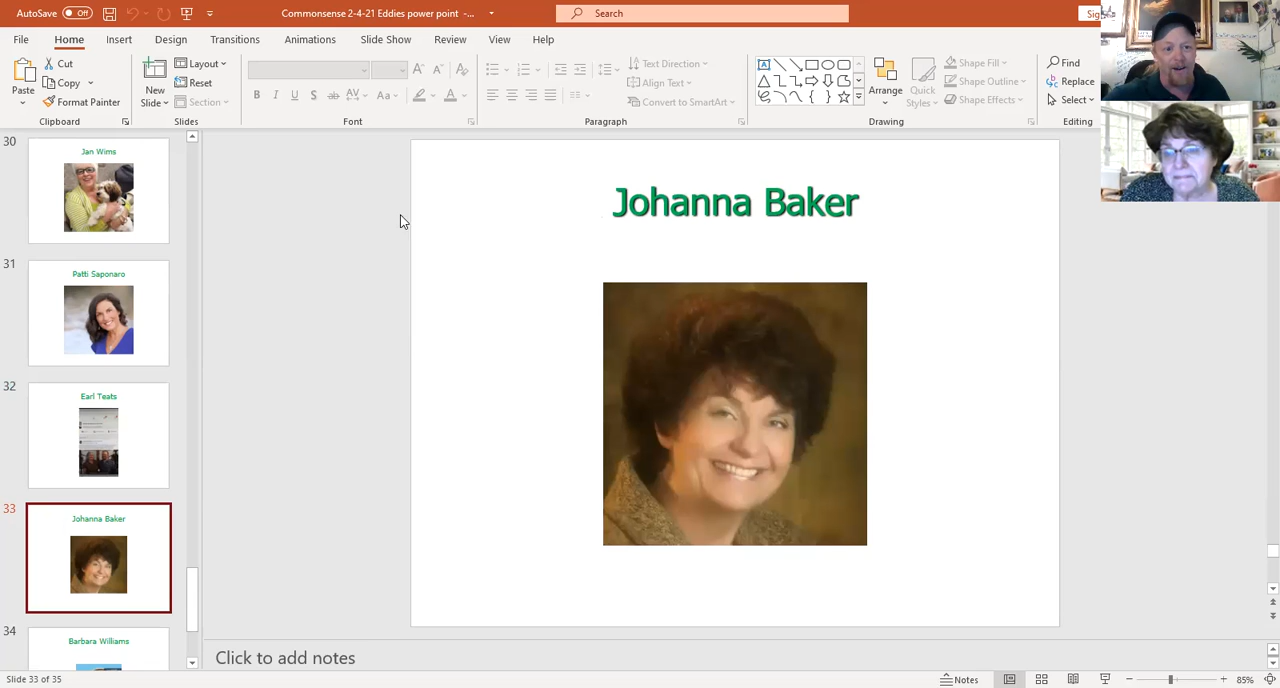 AutoSave Off Commonsense 2-4-21 Eddies power point -... Search
File Home Insert Design Transitions Animations Slide Show Review View Help
Paste Cut Copy Format Painter Clipboard
New Slide Layout Reset Section Slides
B I U S ab AV Aa A A A A Font
Text Direction Align Text Convert to SmartArt Paragraph
Arrange Quick Styles Shape Fill Shape Outline Shape Effects Drawing
Find Replace Select Editing
30 Jan Wims
31 Patti Saponaro
32 Earl Teats
33 Johanna Baker
34 Barbara Williams
Johanna Baker
Click to add notes
Slide 33 of 35 Notes 85%